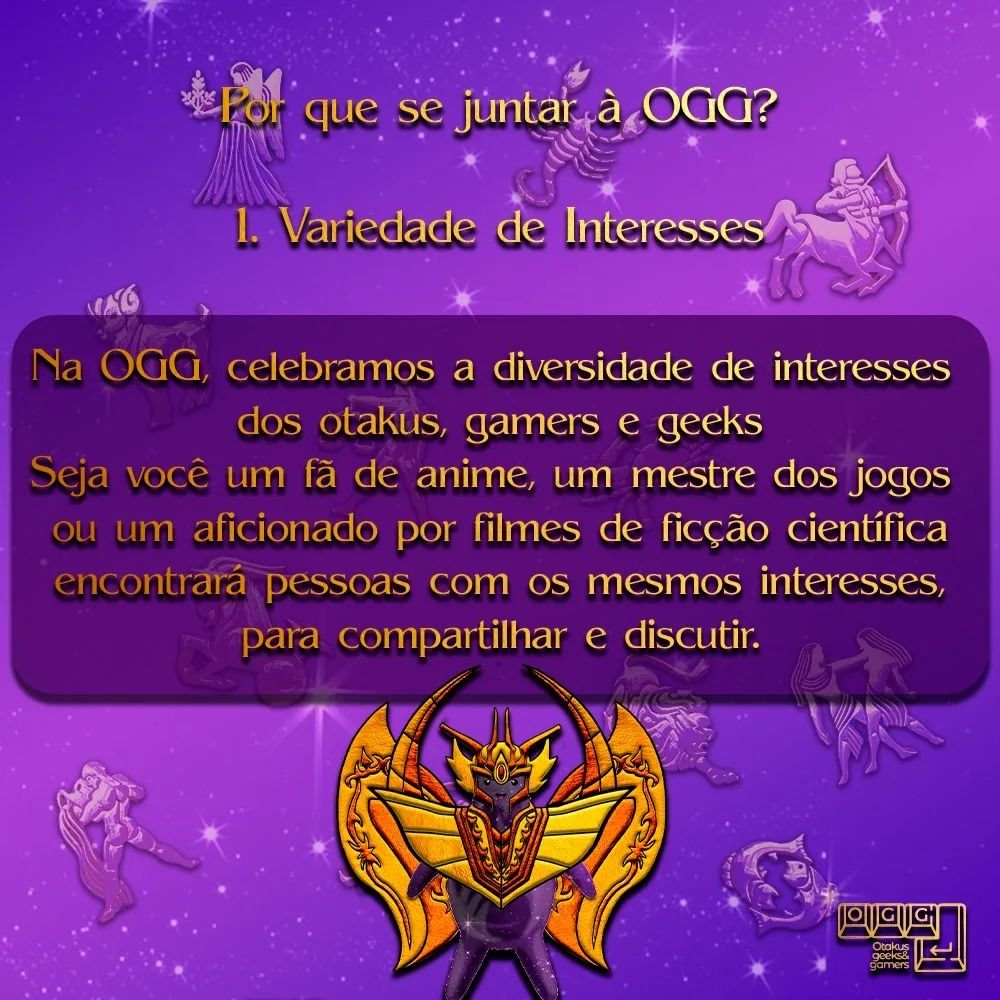 Por que se juntar à OGG?
1. Variedade de Interesses
Na OGG, celebramos a diversidade de interesses
dos otakus, gamers e geeks
Seja você um fã de anime, um mestre dos jogos
ou um aficionado por filmes de ficção científica
encontrará pessoas com os mesmos interesses,
para compartilhar e discutir.
OGG
Otakus
geeks&
gamers